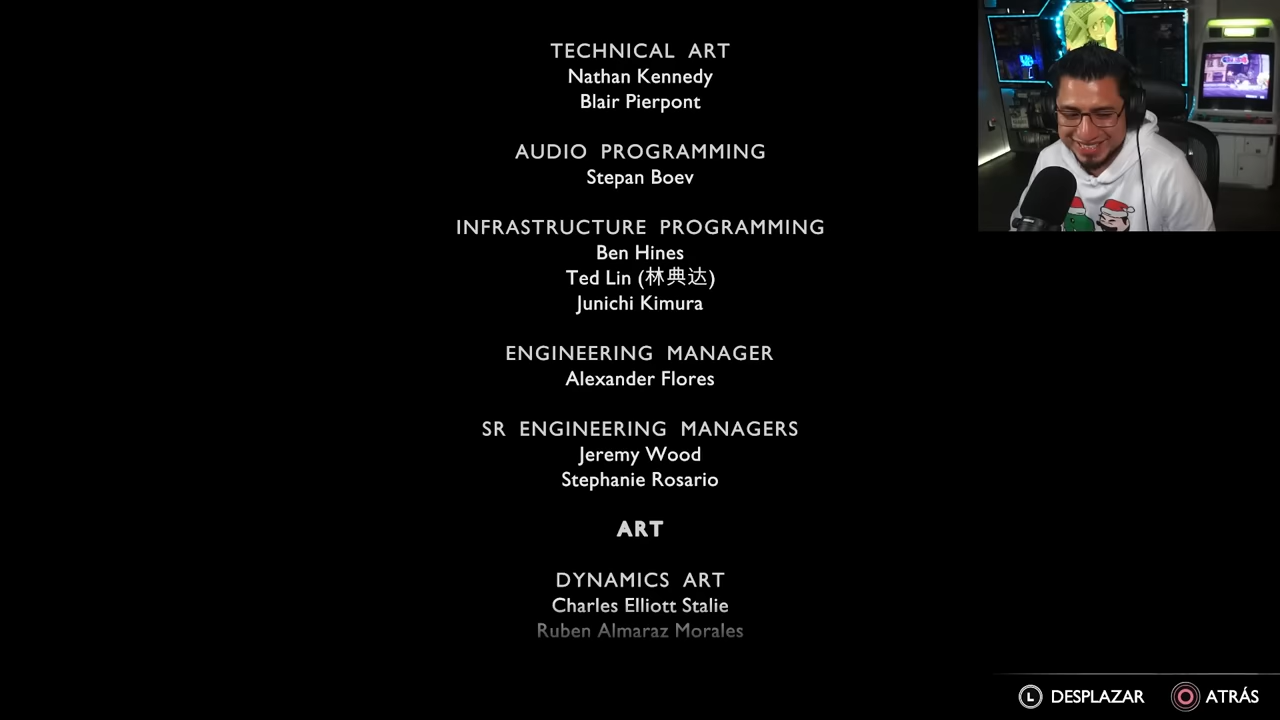 TECHNICAL ART
Nathan Kennedy
Blair Pierpont
AUDIO PROGRAMMING
Stepan Boev
INFRASTRUCTURE PROGRAMMING
Ben Hines
Ted Lin (林典达)
Junichi Kimura
ENGINEERING MANAGER
Alexander Flores
SR ENGINEERING MANAGERS
Jeremy Wood
Stephanie Rosario
ART
DYNAMICS ART
Charles Elliott Stalie
Ruben Almaraz Morales
L DESPLAZAR
ATRÁS